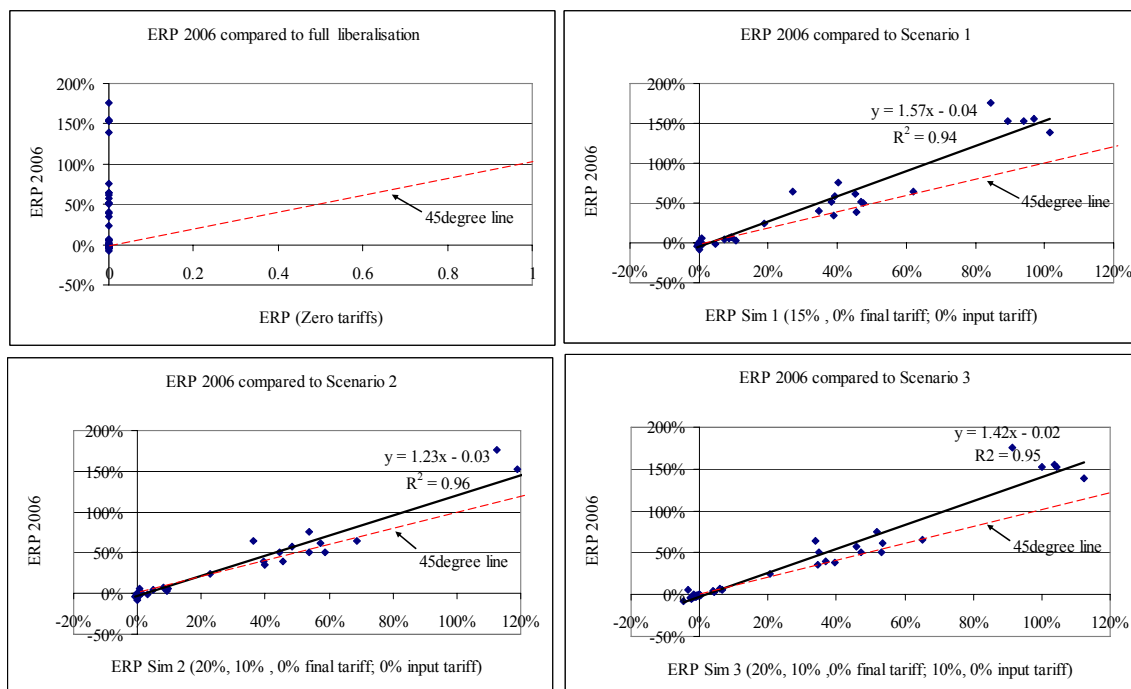 ERP 2006 compared to full liberalisation
200%
150%
100%
50%
0%
-50%
ERP 2006
45degree line
0
0.2
0.4
0.6
0.8
1
ERP (Zero tariffs)
ERP 2006 compared to Scenario 1
200%
150%
100%
50%
0%
-50%
ERP 2006
y = 1.57x - 0.04
R² = 0.94
45degree line
-20%
0%
20%
40%
60%
80%
100%
120%
ERP Sim 1 (15% , 0% final tariff; 0% input tariff)
ERP 2006 compared to Scenario 2
200%
150%
100%
50%
0%
-50%
ERP 2006
y = 1.23x - 0.03
R² = 0.96
45degree line
-20%
0%
20%
40%
60%
80%
100%
120%
ERP Sim 2 (20%, 10% , 0% final tariff; 0% input tariff)
ERP 2006 compared to Scenario 3
200%
150%
100%
50%
0%
-50%
ERP 2006
y = 1.42x - 0.02
R2 = 0.95
45degree line
-20%
0%
20%
40%
60%
80%
100%
120%
ERP Sim 3 (20%, 10% ,0% final tariff; 10%, 0% input tariff)